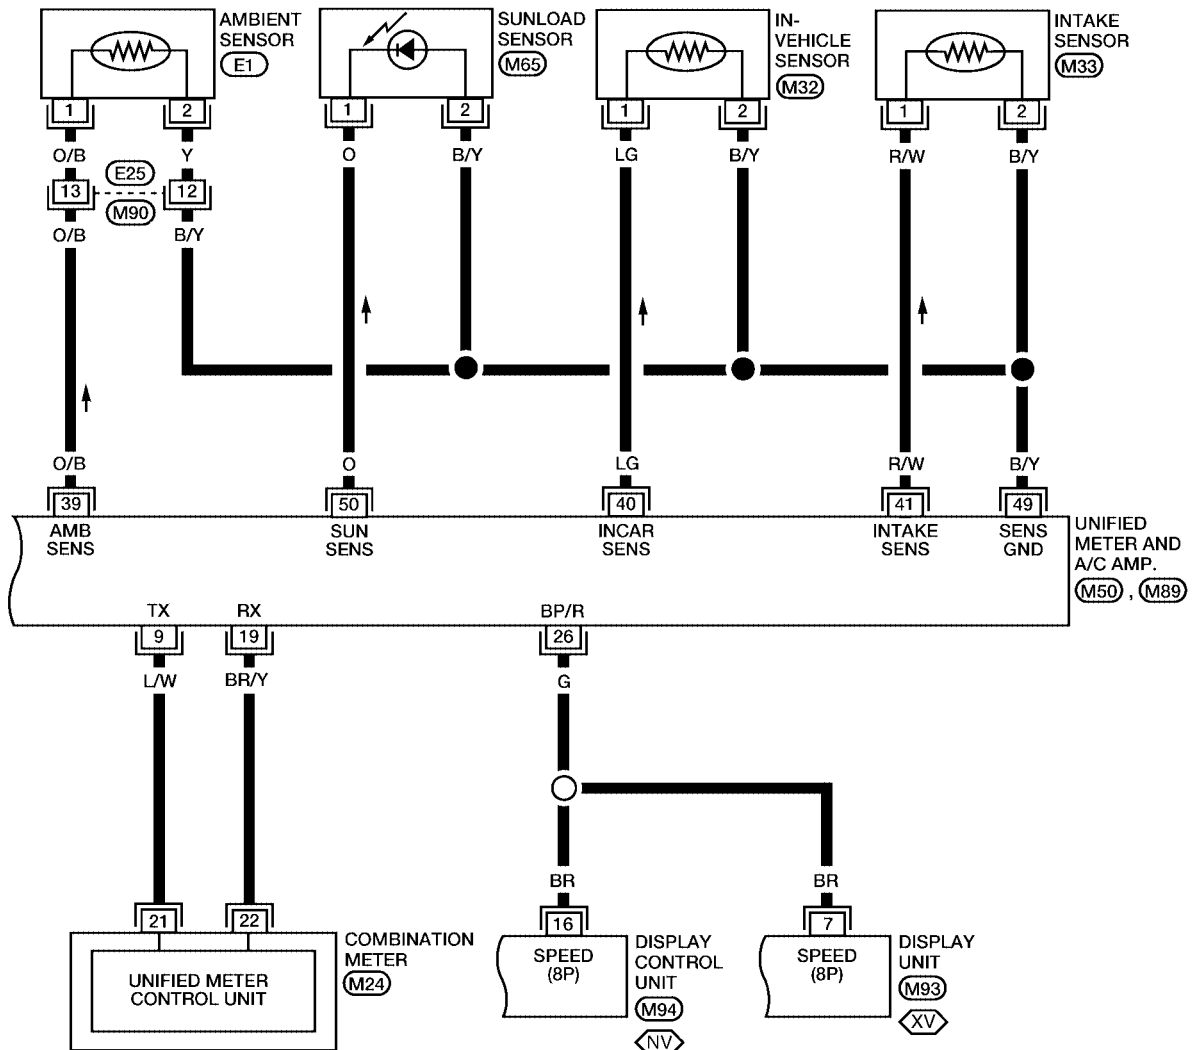 AMBIENT
SENSOR
E1
SUNLOAD
SENSOR
M65
IN-
VEHICLE
SENSOR
M32
INTAKE
SENSOR
M33
1 2 1 2 1 2 1 2
O/B Y O B/Y LG B/Y R/W B/Y
13 E25 12
M90
O/B B/Y
O/B O LG R/W B/Y
39 50 40 41 49
AMB
SENS
SUN
SENS
INCAR
SENS
INTAKE
SENS
SENS
GND
UNIFIED
METER AND
A/C AMP.
M50 , M89
TX RX BP/R
9 19 26
L/W BR/Y G
BR BR
21 22 16 7
UNIFIED METER
CONTROL UNIT
COMBINATION
METER
M24
SPEED
(8P)
DISPLAY
CONTROL
UNIT
M94
NV
SPEED
(8P)
DISPLAY
UNIT
M93
XV